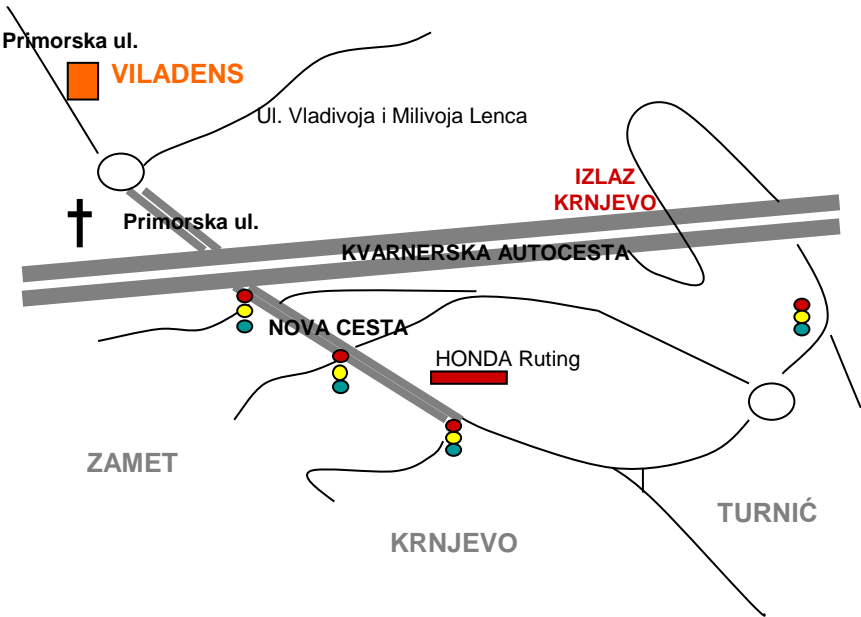 Primorska ul.
VILADENS
Ul. Vladivoja i Milivoja Lenca
IZLAZ
KRNJEVO
Primorska ul.
KVARNERSKA AUTOCESTA
NOVA CESTA
HONDA Ruting
ZAMET
TURNIĆ
KRNJEVO